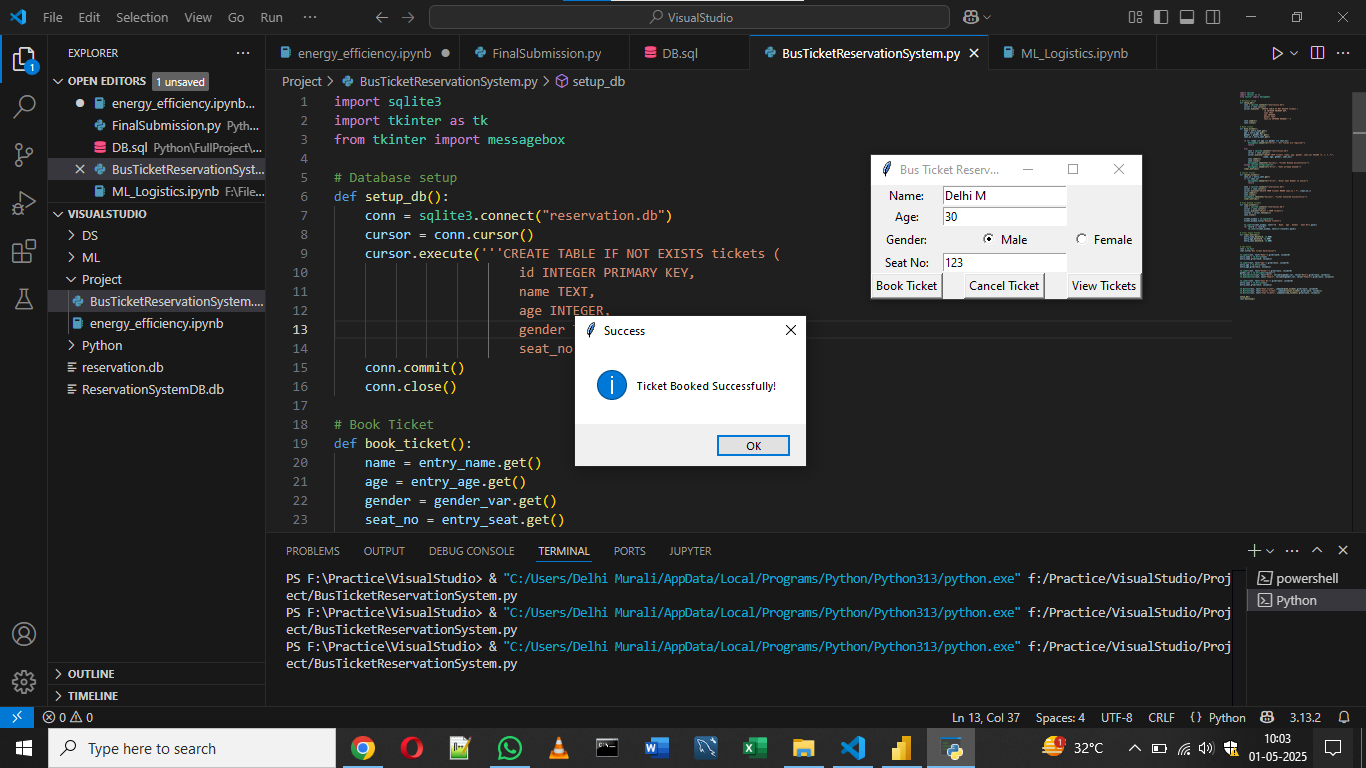 File Edit Selection View Go Run ··· VisualStudio
EXPLORER ···
OPEN EDITORS 1 unsaved
energy_efficiency.ipynb...
FinalSubmission.py Pyth...
DB.sql Python\FullProject\...
BusTicketReservationSyst...
ML_Logistics.ipynb F:\File...
VISUALSTUDIO
DS
ML
Project
BusTicketReservationSystem....
energy_efficiency.ipynb
Python
reservation.db
ReservationSystemDB.db
OUTLINE
TIMELINE
1
energy_efficiency.ipynb FinalSubmission.py DB.sql BusTicketReservationSystem.py ML_Logistics.ipynb
Project > BusTicketReservationSystem.py > setup_db
1 import sqlite3
2 import tkinter as tk
3 from tkinter import messagebox
4
5 # Database setup
6 def setup_db():
7 conn = sqlite3.connect("reservation.db")
8 cursor = conn.cursor()
9 cursor.execute('''CREATE TABLE IF NOT EXISTS tickets (
10 id INTEGER PRIMARY KEY,
11 name TEXT,
12 age INTEGER,
13 gender
14 seat_no
15 conn.commit()
16 conn.close()
17
18 # Book Ticket
19 def book_ticket():
20 name = entry_name.get()
21 age = entry_age.get()
22 gender = gender_var.get()
23 seat_no = entry_seat.get()
Bus Ticket Reserv...
Name: Delhi M
Age: 30
Gender: Male Female
Seat No: 123
Book Ticket Cancel Ticket View Tickets
Success
Ticket Booked Successfully!
OK
PROBLEMS OUTPUT DEBUG CONSOLE TERMINAL PORTS JUPYTER
PS F:\Practice\VisualStudio> & "C:/Users/Delhi Murali/AppData/Local/Programs/Python/Python313/python.exe" f:/Practice/VisualStudio/Proj
ect/BusTicketReservationSystem.py
PS F:\Practice\VisualStudio> & "C:/Users/Delhi Murali/AppData/Local/Programs/Python/Python313/python.exe" f:/Practice/VisualStudio/Proj
ect/BusTicketReservationSystem.py
PS F:\Practice\VisualStudio> & "C:/Users/Delhi Murali/AppData/Local/Programs/Python/Python313/python.exe" f:/Practice/VisualStudio/Proj
ect/BusTicketReservationSystem.py
powershell
Python
0 0 Ln 13, Col 37 Spaces: 4 UTF-8 CRLF {} Python 3.13.2
Type here to search 32°C
10:03
01-05-2025